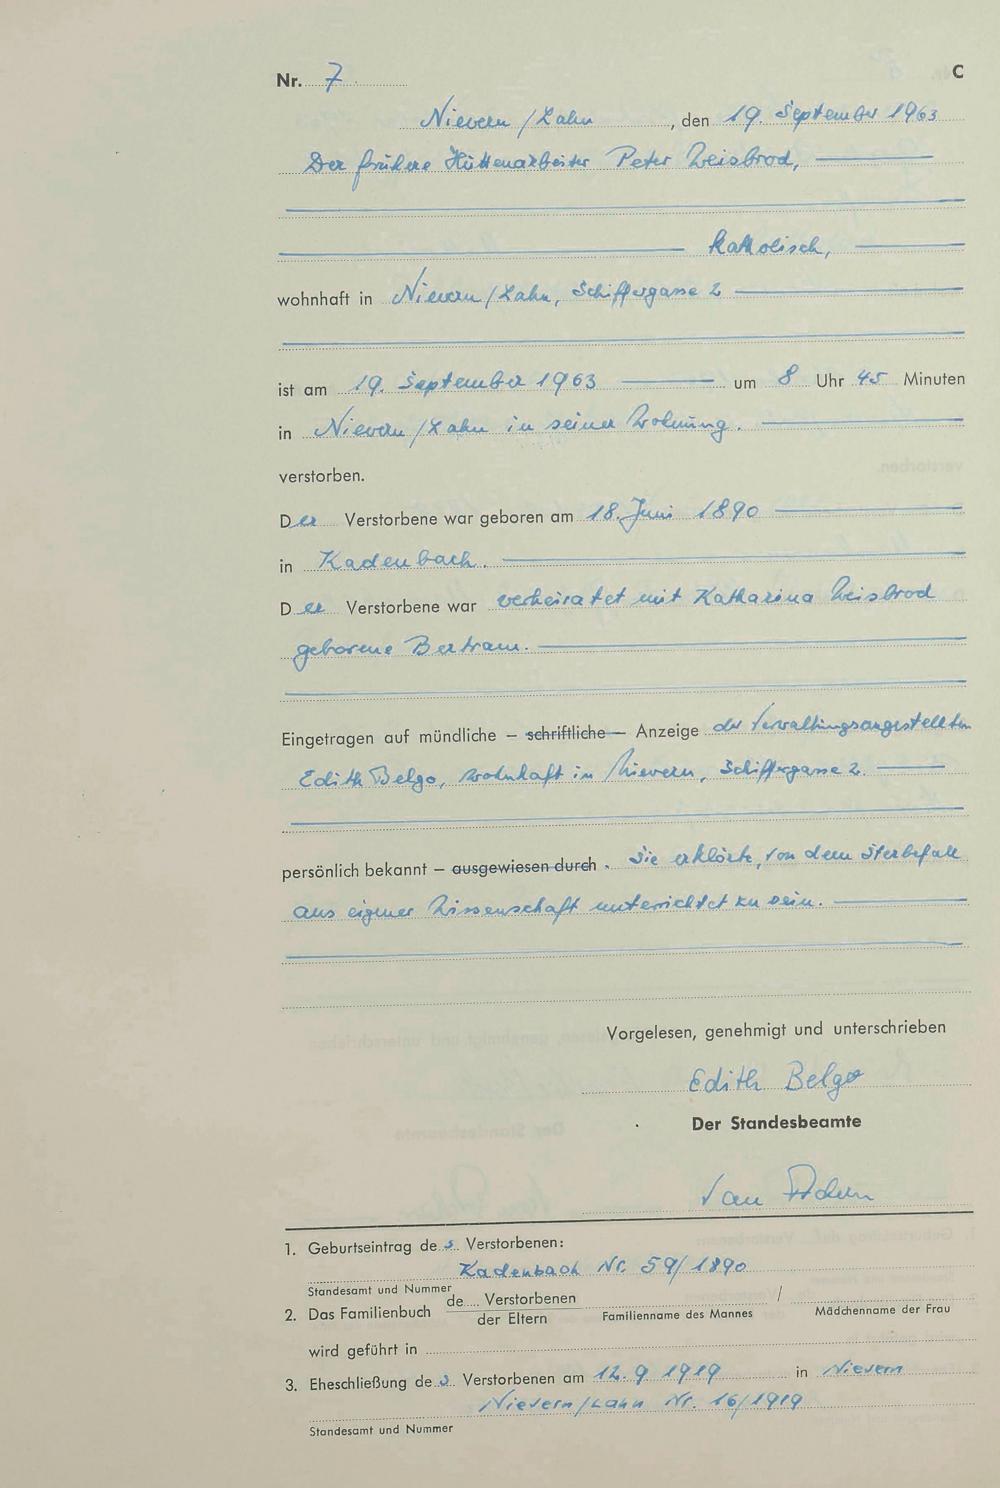 Nr. 7 C
Nievern/Lahn, den 19. September 1963
Der frühere Hüttenarbeiter Peter Weisbrod,
katholisch,
wohnhaft in Nievern/Lahn, Schiffergasse 2
ist am 19. September 1963 um 8 Uhr 45 Minuten
in Nievern/Lahn in seiner Wohnung.
verstorben.
Der Verstorbene war geboren am 18. Juni 1890
in Kadenbach.
Der Verstorbene war verheiratet mit Katharina Weisbrod
geborene Bertram.
Eingetragen auf mündliche – schriftliche – Anzeige der Verwaltungsangestellten
Edith Belgo, wohnhaft in Nievern, Schiffergasse 2.
persönlich bekannt – ausgewiesen durch . Sie erklärte, von dem Sterbefall
aus eigener Wissenschaft unterrichtet zu sein.
Vorgelesen, genehmigt und unterschrieben
Edith Belgo
Der Standesbeamte
1. Geburtseintrag des Verstorbenen:
Kadenbach Nr. 59/1890
Standesamt und Nummer
2. Das Familienbuch de Verstorbenen /
der Eltern Familienname des Mannes Mädchenname der Frau
wird geführt in
3. Eheschließung des Verstorbenen am 12.9.1919 in Nievern
Nievern/Lahn Nr. 16/1919
Standesamt und Nummer